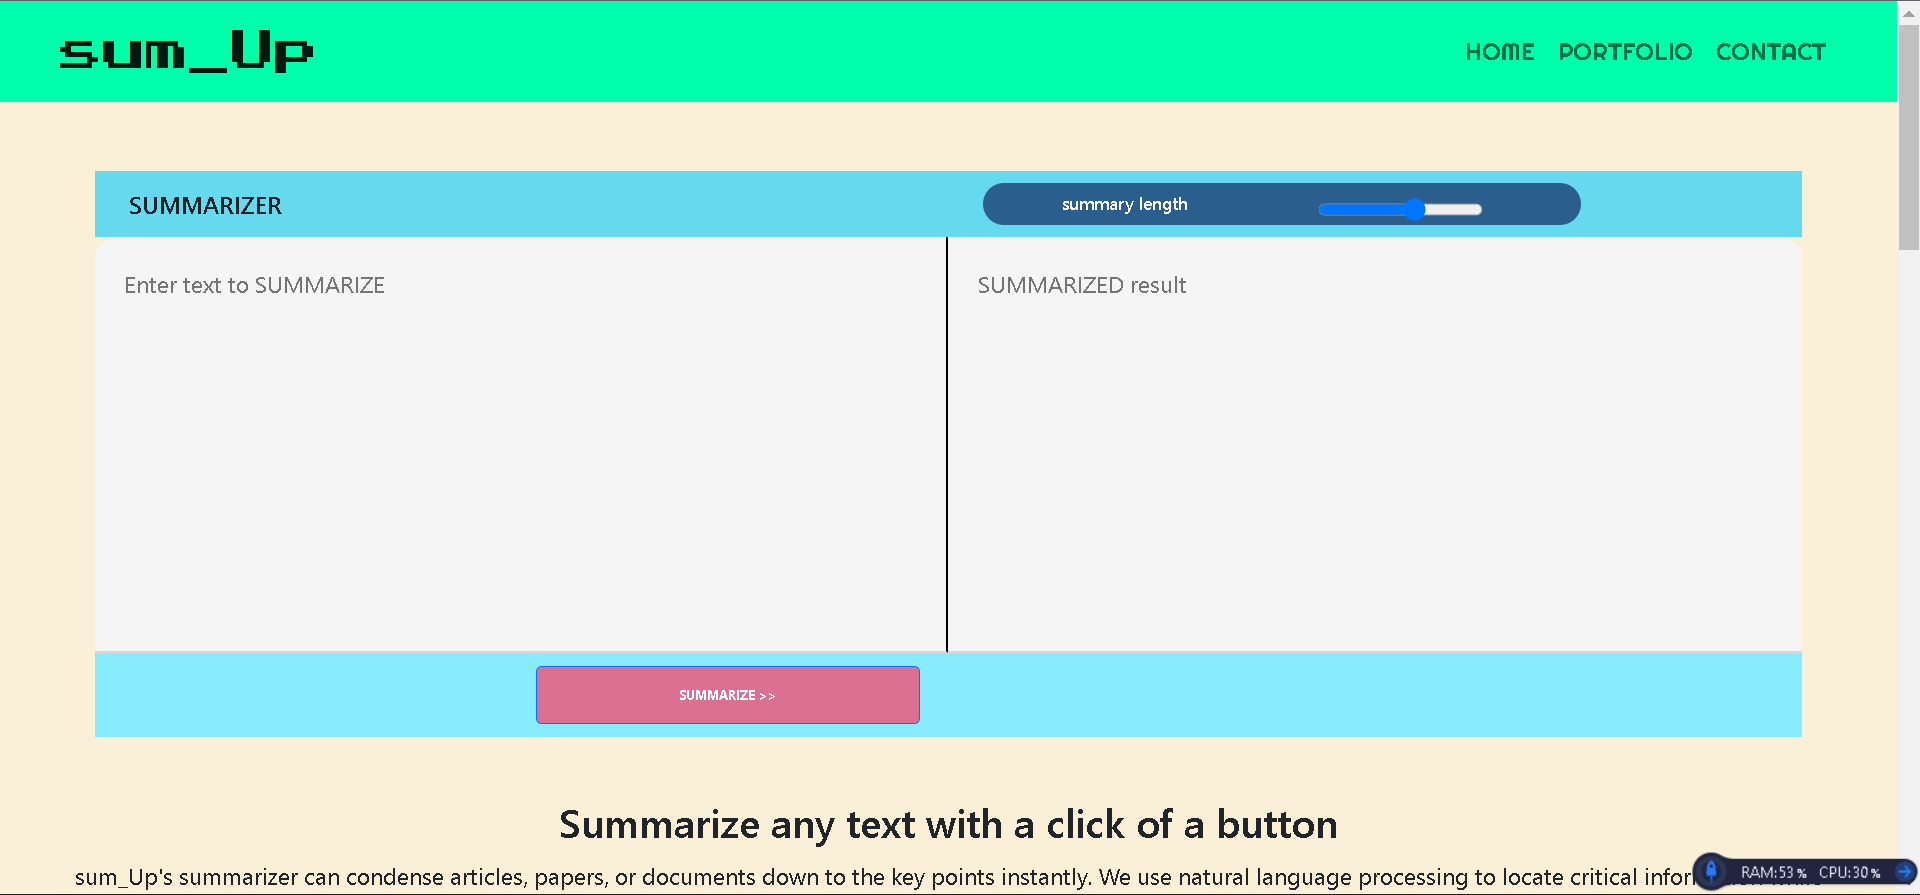 sum_Up
HOME PORTFOLIO CONTACT
SUMMARIZER
summary length
Enter text to SUMMARIZE
SUMMARIZED result
SUMMARIZE >>
Summarize any text with a click of a button
sum_Up's summarizer can condense articles, papers, or documents down to the key points instantly. We use natural language processing to locate critical
RAM:53% CPU:30%